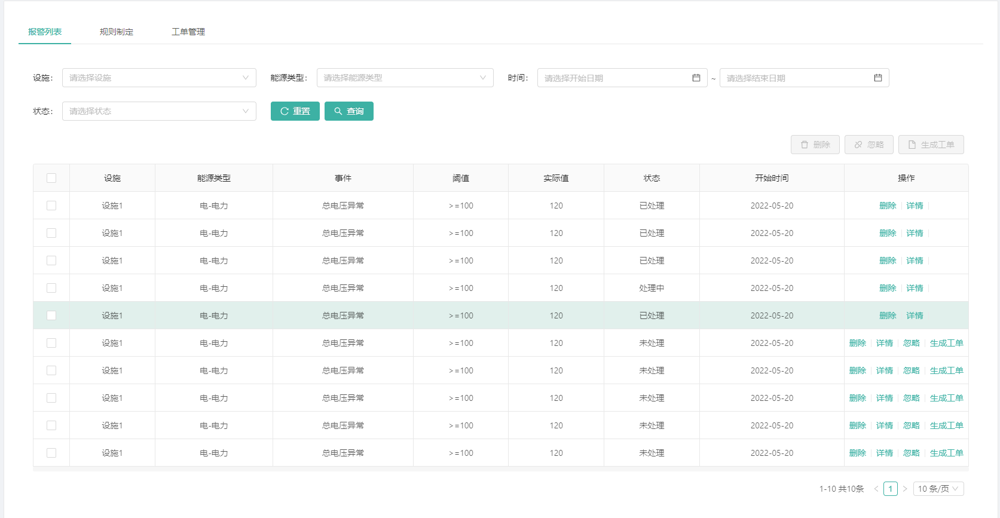 报警列表 规则制定 工单管理
设施: 请选择设施 能源类型: 请选择能源类型 时间: 请选择开始日期 ~ 请选择结束日期
状态: 请选择状态 重置 查询
删除 忽略 生成工单
设施 能源类型 事件 阈值 实际值 状态 开始时间 操作
设施1 电-电力 总电压异常 >=100 120 已处理 2022-05-20 删除 详情
设施1 电-电力 总电压异常 >=100 120 已处理 2022-05-20 删除 详情
设施1 电-电力 总电压异常 >=100 120 已处理 2022-05-20 删除 详情
设施1 电-电力 总电压异常 >=100 120 处理中 2022-05-20 删除 详情
设施1 电-电力 总电压异常 >=100 120 已处理 2022-05-20 删除 详情
设施1 电-电力 总电压异常 >=100 120 未处理 2022-05-20 删除 详情 忽略 生成工单
设施1 电-电力 总电压异常 >=100 120 未处理 2022-05-20 删除 详情 忽略 生成工单
设施1 电-电力 总电压异常 >=100 120 未处理 2022-05-20 删除 详情 忽略 生成工单
设施1 电-电力 总电压异常 >=100 120 未处理 2022-05-20 删除 详情 忽略 生成工单
设施1 电-电力 总电压异常 >=100 120 未处理 2022-05-20 删除 详情 忽略 生成工单
1-10 共10条 < 1 > 10 条/页